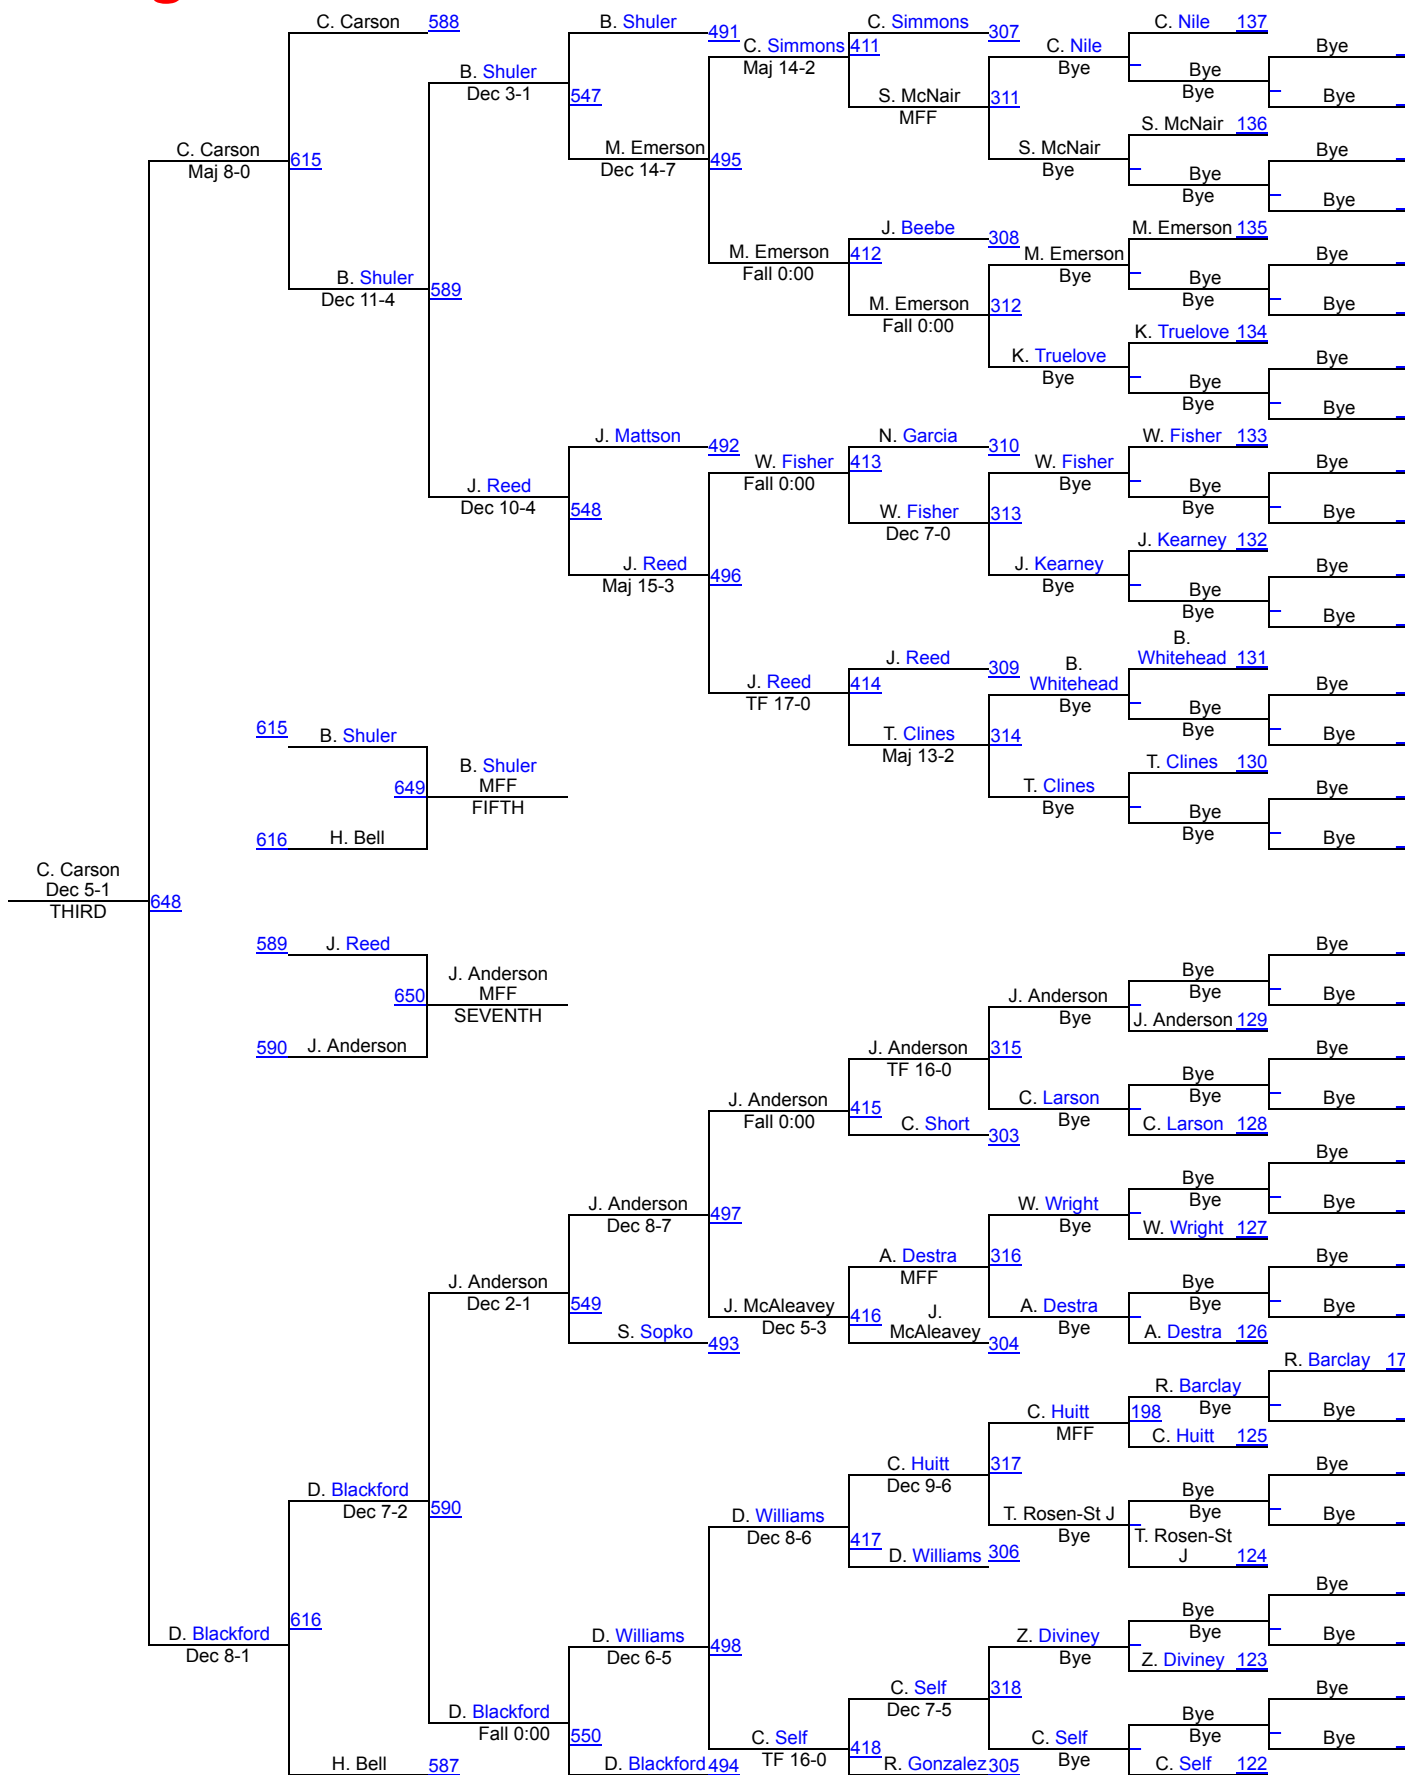 C. Carson 588
B. Shuler 491
C. Simmons 307
C. Nile 137
Bye
C. Simmons 411
Maj 14-2
C. Nile
Bye
Bye
Bye
Bye
B. Shuler
Dec 3-1
547
S. McNair 311
MFF
S. McNair 136
C. Carson
Maj 8-0
615
M. Emerson
Dec 14-7
495
S. McNair
Bye
Bye
Bye
Bye
Bye
J. Beebe 308
M. Emerson 135
M. Emerson
Fall 0:00
412
M. Emerson
Bye
Bye
Bye
Bye
Bye
B. Shuler
Dec 11-4
589
M. Emerson 312
Fall 0:00
K. Truelove 134
K. Truelove
Bye
Bye
Bye
Bye
Bye
J. Mattson 492
N. Garcia 310
W. Fisher 133
W. Fisher 413
Fall 0:00
W. Fisher
Bye
Bye
Bye
Bye
Bye
J. Reed
Dec 10-4
548
W. Fisher 313
Dec 7-0
J. Kearney 132
J. Reed
Maj 15-3
496
J. Kearney
Bye
Bye
Bye
Bye
Bye
J. Reed 309
B.
Whitehead 131
J. Reed
TF 17-0
414
B.
Whitehead
Bye
Bye
Bye
Bye
Bye
615 B. Shuler
T. Clines 314
Maj 13-2
T. Clines 130
649
B. Shuler
MFF
FIFTH
T. Clines
Bye
Bye
Bye
Bye
Bye
616 H. Bell
C. Carson
Dec 5-1
THIRD
648
589 J. Reed
650
J. Anderson
MFF
SEVENTH
J. Anderson
Bye
Bye
Bye
Bye
Bye
J. Anderson 129
590 J. Anderson
J. Anderson 315
TF 16-0
Bye
Bye
Bye
Bye
J. Anderson
Fall 0:00
415
C. Larson
Bye
C. Larson 128
C. Short 303
J. Anderson
Dec 8-7
497
W. Wright
Bye
Bye
Bye
Bye
Bye
W. Wright 127
A. Destra 316
MFF
J. Anderson
Dec 2-1
549
J. McAleavey
Dec 5-3
416
J.
McAleavey 304
A. Destra
Bye
Bye
Bye
Bye
Bye
A. Destra 126
S. Sopko 493
R. Barclay 17
R. Barclay
Bye
Bye
C. Huitt 198
MFF
C. Huitt 125
C. Huitt 317
Dec 9-6
D. Blackford
Dec 7-2
590
D. Williams
Dec 8-6
417
T. Rosen-St J
Bye
Bye
Bye
Bye
Bye
T. Rosen-St
J 124
D. Williams 306
D. Blackford
Dec 8-1
616
D. Williams
Dec 6-5
498
Z. Diviney
Bye
Bye
Bye
Bye
Bye
Z. Diviney 123
C. Self 318
Dec 7-5
D. Blackford
Fall 0:00
550
C. Self
TF 16-0
418
C. Self
Bye
Bye
Bye
Bye
Bye
H. Bell 587
D. Blackford 494
R. Gonzalez 305
C. Self 122